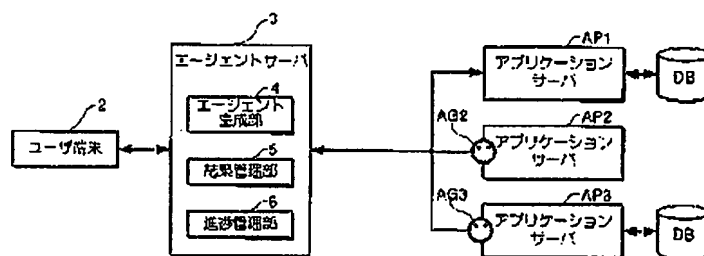 3
エージェントサーバ
4
エージェント
生成部
5
結果管理部
6
進捗管理部
2
ユーザ端末
AP1
アプリケーション
サーバ
DB
AG2
AP2
アプリケーション
サーバ
AG3
AP3
アプリケーション
サーバ
DB